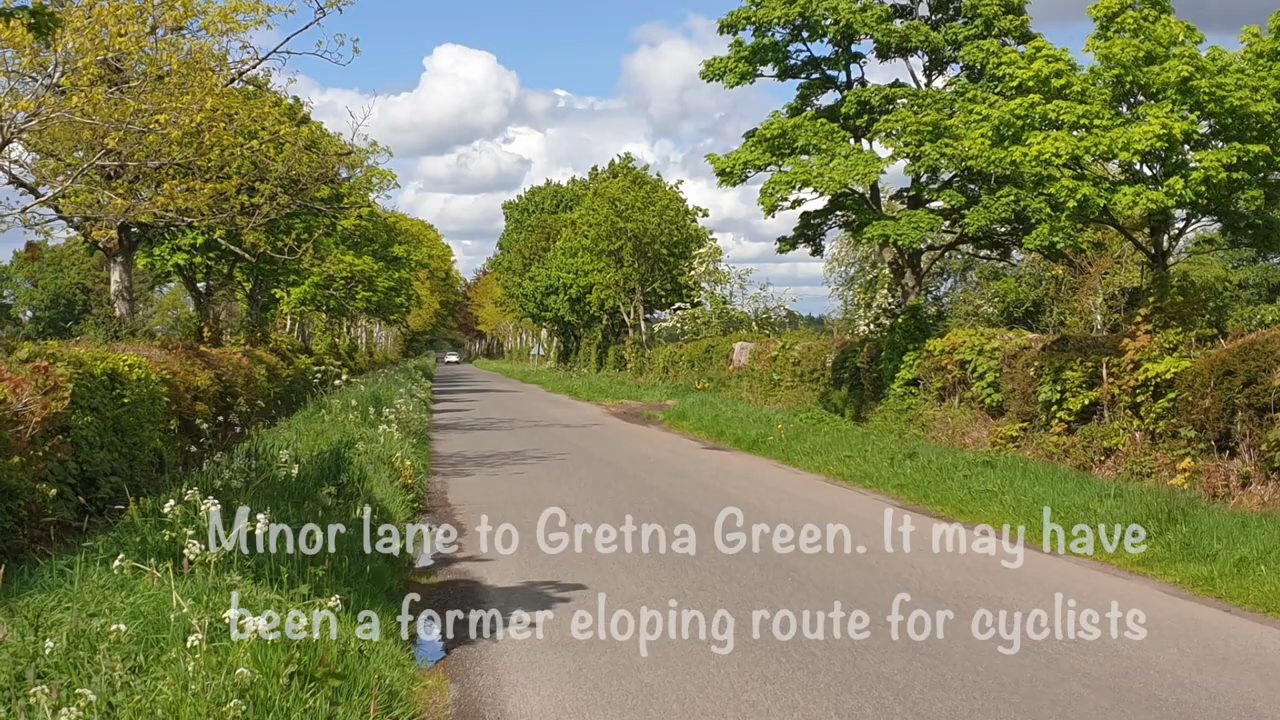 Minor lane to Gretna Green. It may have
been a former eloping route for cyclists